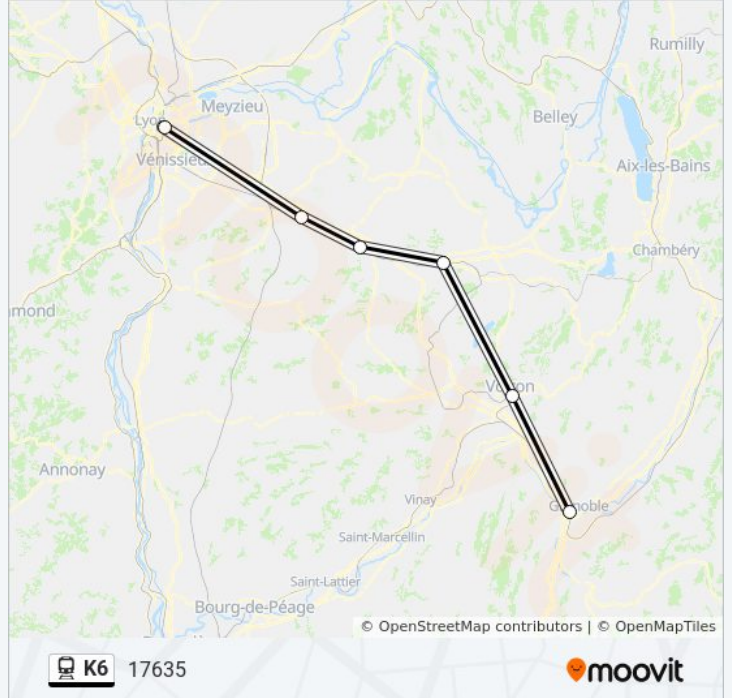 Rumilly
Meyzieu
Lyon
Belley
Vénissieux
Aix-les-Bains
Chambéry
mond
Voiron
Annonay
Vinay
Grenoble
Saint-Marcellin
Saint-Lattier
Bourg-de-Péage
© OpenStreetMap contributors | © OpenMapTiles
K6 17635
moovit